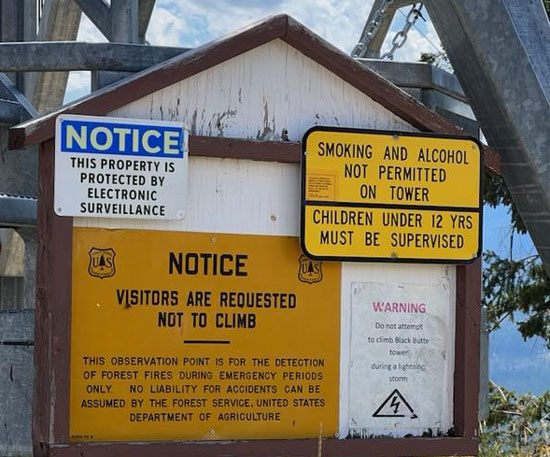 NOTICE
THIS PROPERTY IS
PROTECTED BY
ELECTRONIC
SURVEILLANCE
SMOKING AND ALCOHOL
NOT PERMITTED
ON TOWER
CHILDREN UNDER 12 YRS
MUST BE SUPERVISED
U S
U S
NOTICE
VISITORS ARE REQUESTED
NOT TO CLIMB
THIS OBSERVATION POINT IS FOR THE DETECTION
OF FOREST FIRES DURING EMERGENCY PERIODS
ONLY. NO LIABILITY FOR ACCIDENTS CAN BE
ASSUMED BY THE FOREST SERVICE, UNITED STATES
DEPARTMENT OF AGRICULTURE
WARNING
Do not attempt
to climb Black Butte
tower
during a lightning
storm